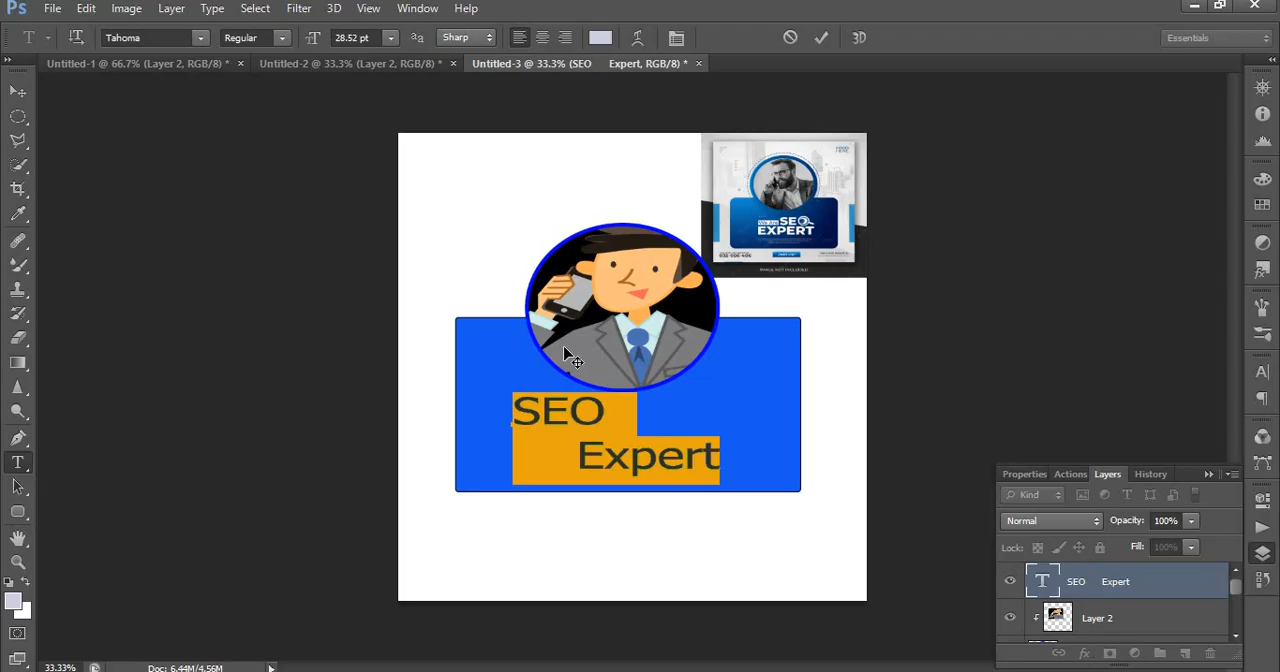 Ps File Edit Image Layer Type Select Filter 3D View Window Help
T Tahoma Regular 28.52 pt Sharp 3D Essentials
Untitled-1 @ 66.7% (Layer 2, RGB/8) * × Untitled-2 @ 33.3% (Layer 2, RGB/8) * × Untitled-3 @ 33.3% (SEO Expert, RGB/8) * ×
We Are SEO
EXPERT
SEO
Expert
Properties Actions Layers History
Kind
Normal Opacity: 100%
Lock: Fill: 100%
T SEO Expert
Layer 2
33.33% Doc: 6.44M/4.56M